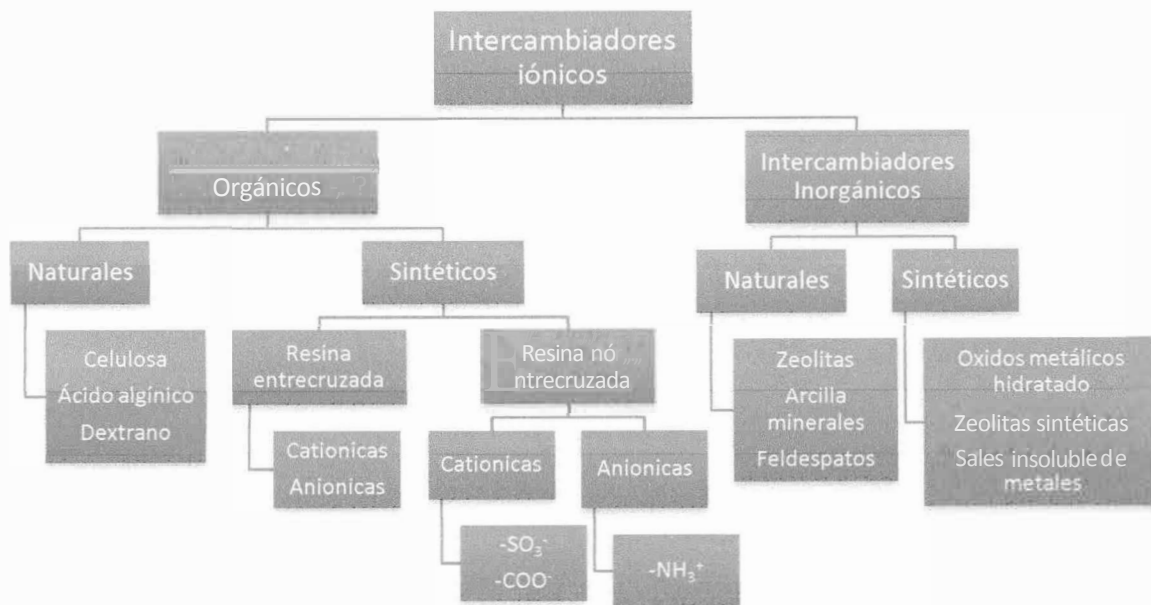 Intercambiadores
iónicos
Orgánicos
Intercambiadores
Inorgánicos
Naturales
Sintéticos
Naturales
Sintéticos
Celulosa
Ácido algínico
Dextrano
Resina
entrecruzada
Resina nó
Entrecruzada
Zeolitas
Arcilla
minerales
Feldespatos
Oxidos metálicos
hidratado
Zeolitas sintéticas
Sales insoluble de
metales
Cationicas
Anionicas
Cationicas
Anionicas
-SO₃⁻
-COO⁻
-NH₃⁺